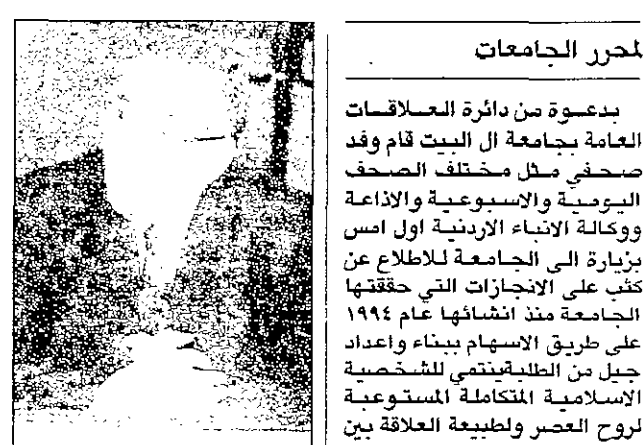 لمحرر الجامعات
بدعوة من دائرة العلاقات
العامة بجامعة ال البيت قام وفد
صحفي مثل مختلف الصحف
اليومية والاسبوعية والاذاعة
ووكالة الانباء الاردنية اول امس
بزيارة الى الجامعة للاطلاع عن
كثب على الانجازات التي حققتها
الجامعة منذ انشائها عام ١٩٩٤
على طريق الاسهام ببناء واعداد
جيل من الطلبةينتمي للشخصية
الاسلامية المتكاملة المستوعبة
لروح العصر ولطبيعة العلاقة بين